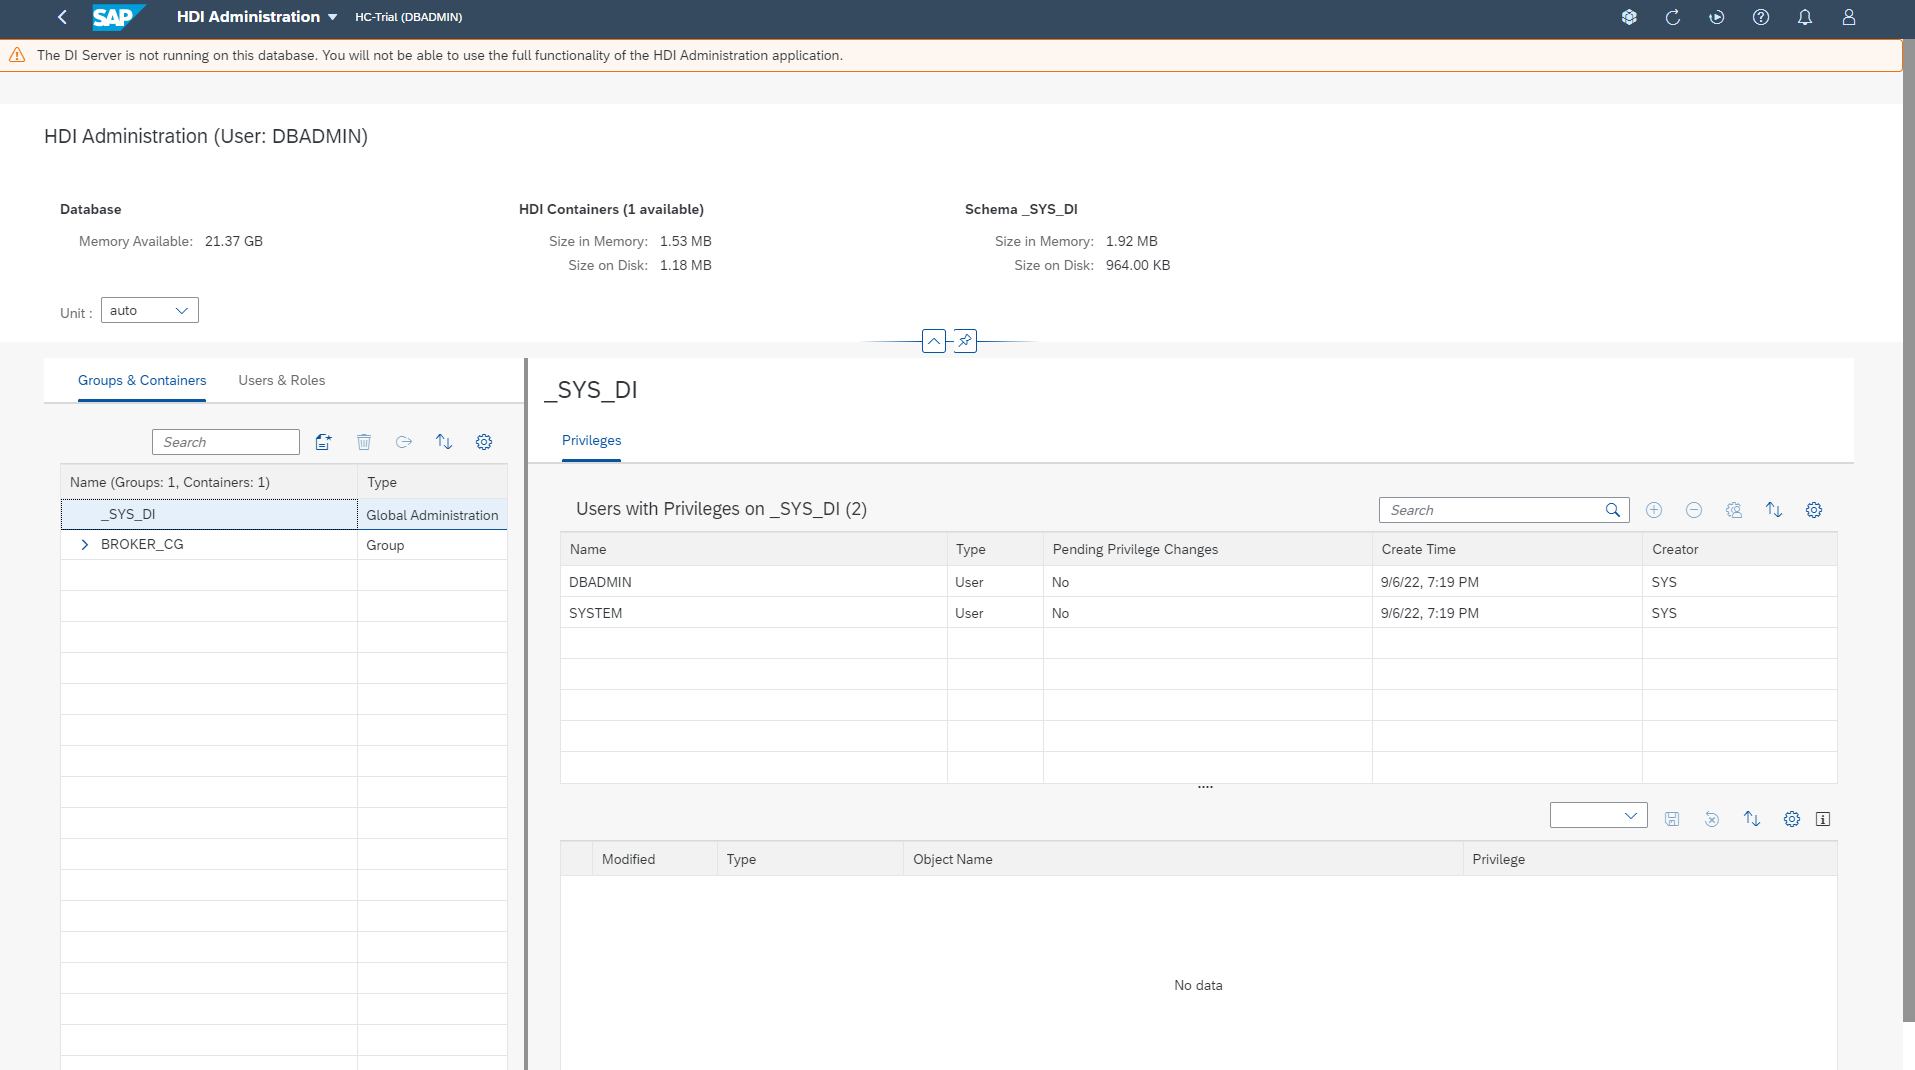 SAP HDI Administration HC-Trial (DBADMIN)
The DI Server is not running on this database. You will not be able to use the full functionality of the HDI Administration application.
HDI Administration (User: DBADMIN)
Database
Memory Available: 21.37 GB
HDI Containers (1 available)
Size in Memory: 1.53 MB
Size on Disk: 1.18 MB
Schema _SYS_DI
Size in Memory: 1.92 MB
Size on Disk: 964.00 KB
Unit : auto
Groups & Containers Users & Roles
Search
Name (Groups: 1, Containers: 1) Type
_SYS_DI Global Administration
BROKER_CG Group
_SYS_DI
Privileges
Users with Privileges on _SYS_DI (2) Search
Name Type Pending Privilege Changes Create Time Creator
DBADMIN User No 9/6/22, 7:19 PM SYS
SYSTEM User No 9/6/22, 7:19 PM SYS
Modified Type Object Name Privilege
No data